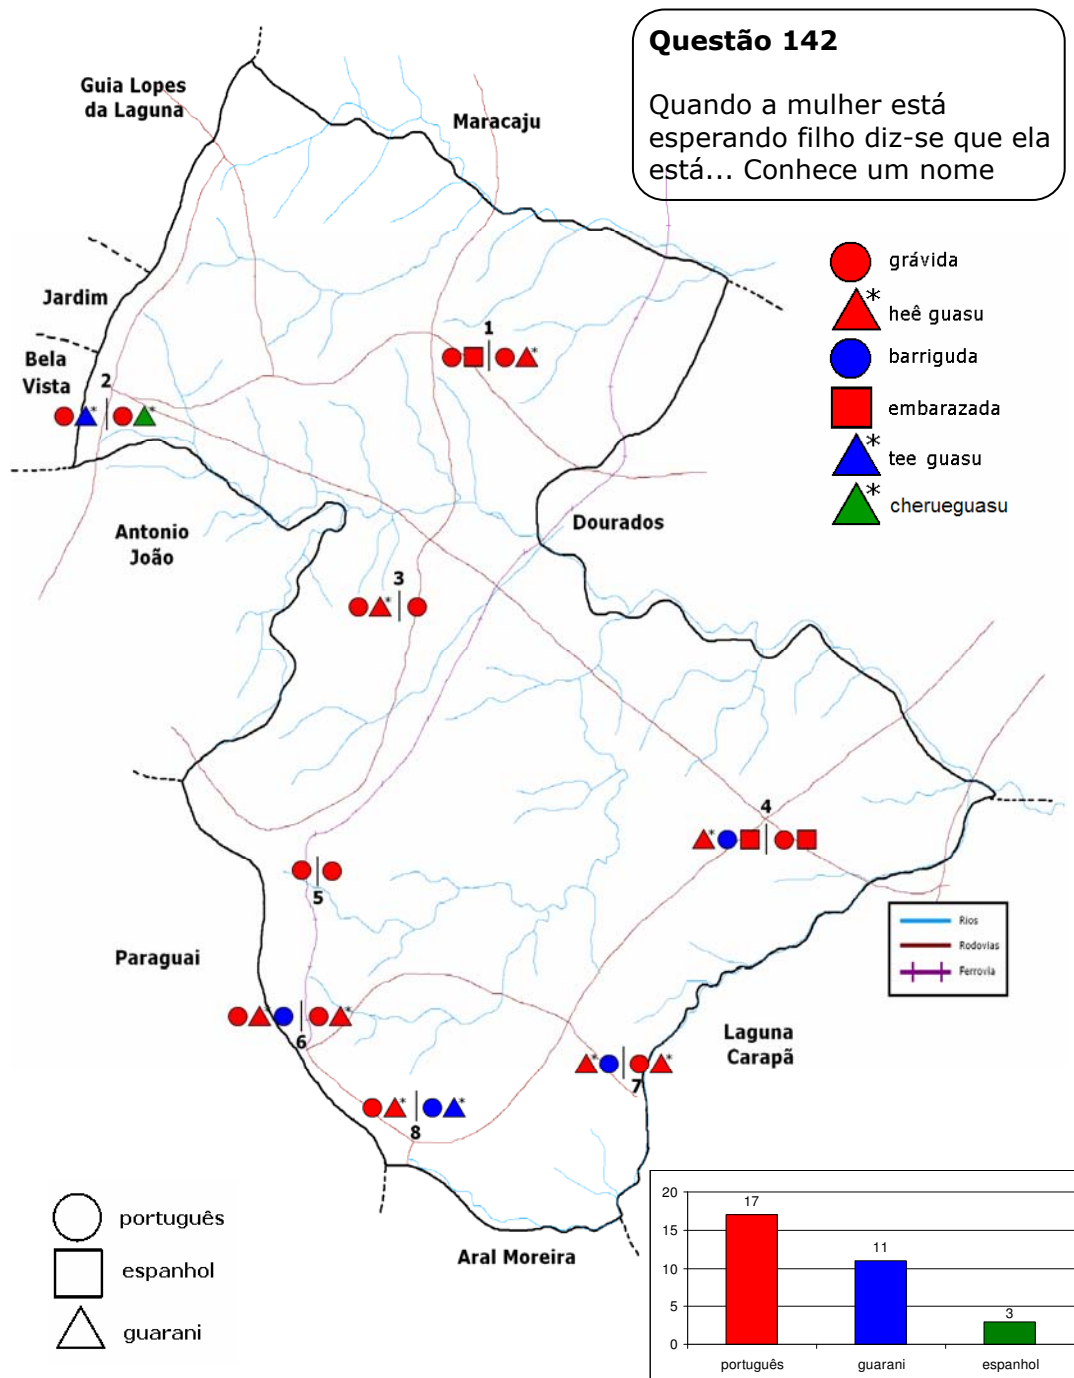 Questão 142
Quando a mulher está
esperando filho diz-se que ela
está... Conhece um nome
Guia Lopes
da Laguna
Maracaju
grávida
* heê guasu
barriguda
embarazada
* tee guasu
* cherueguasu
Jardim
Bela
Vista
1
*
2
* *
Antonio
João
Dourados
3
*
4
*
5
Rios
Rodovias
Ferrovia
Paraguai
* *
6
Laguna
Carapã
* *
7
* *
8
português
espanhol
guarani
Aral Moreira
20
15
10
5
0
17
11
3
português guarani espanhol